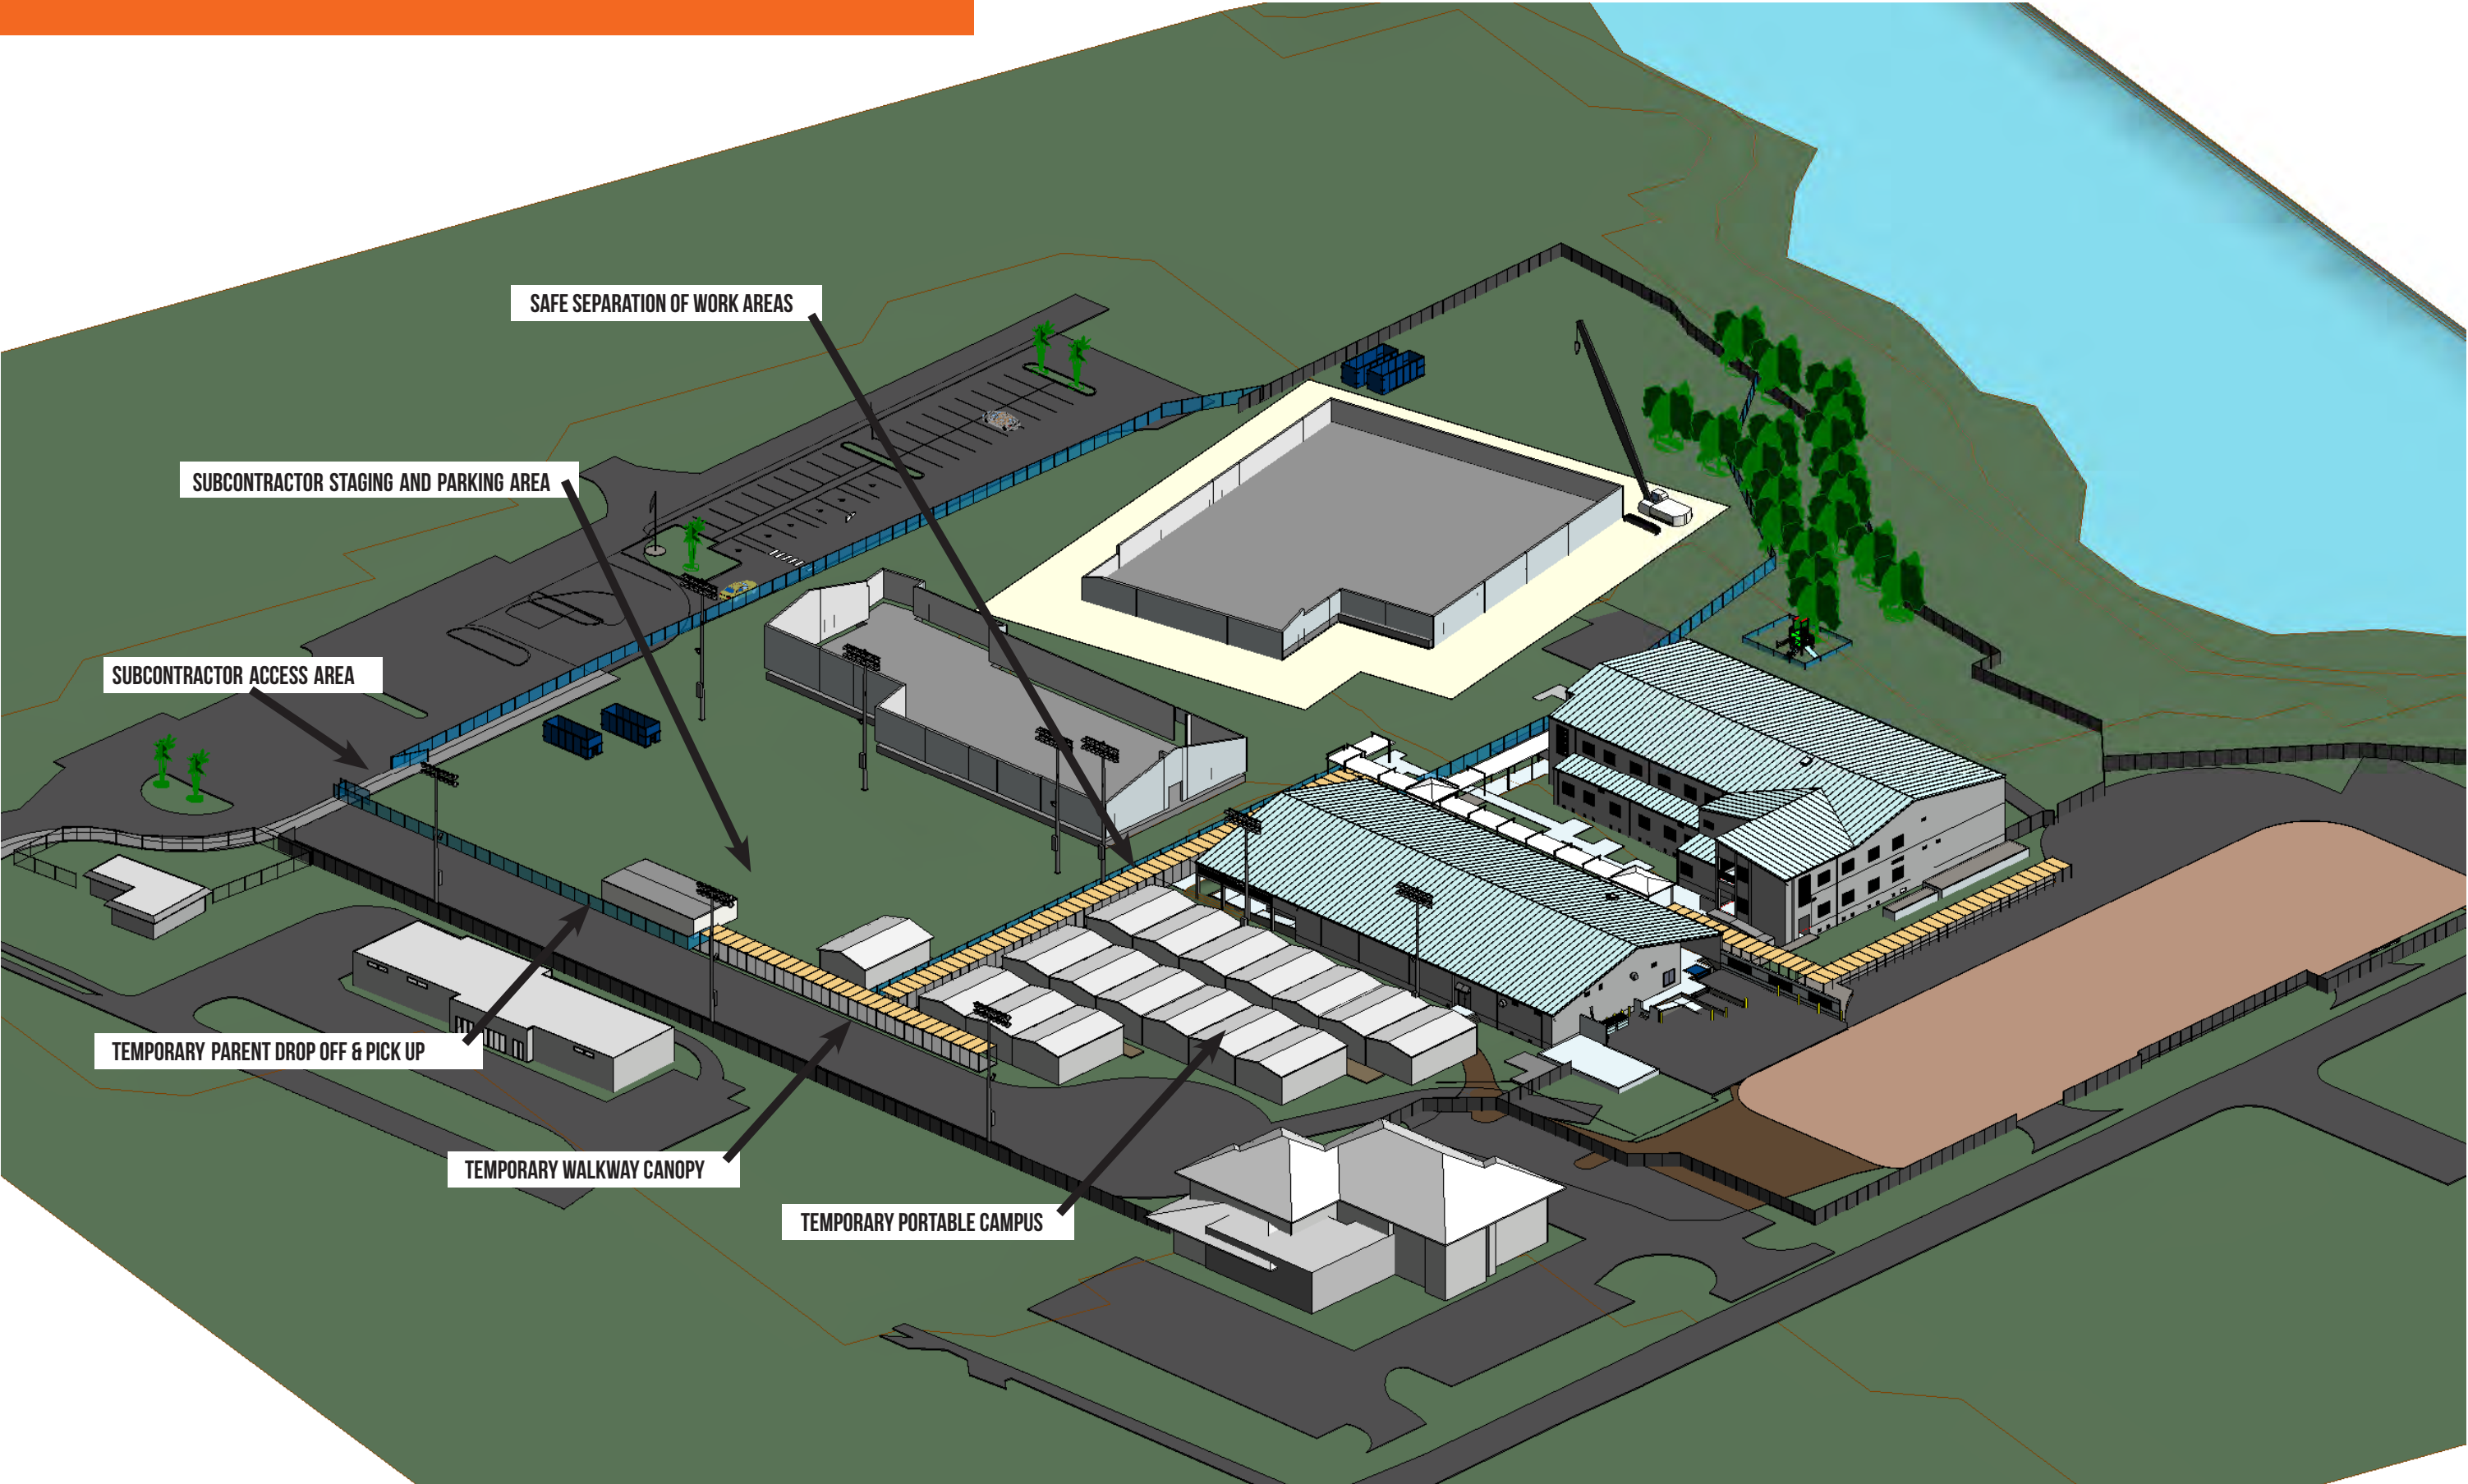 SAFE SEPARATION OF WORK AREAS
SUBCONTRACTOR STAGING AND PARKING AREA
SUBCONTRACTOR ACCESS AREA
TEMPORARY PARENT DROP OFF & PICK UP
TEMPORARY WALKWAY CANOPY
TEMPORARY PORTABLE CAMPUS